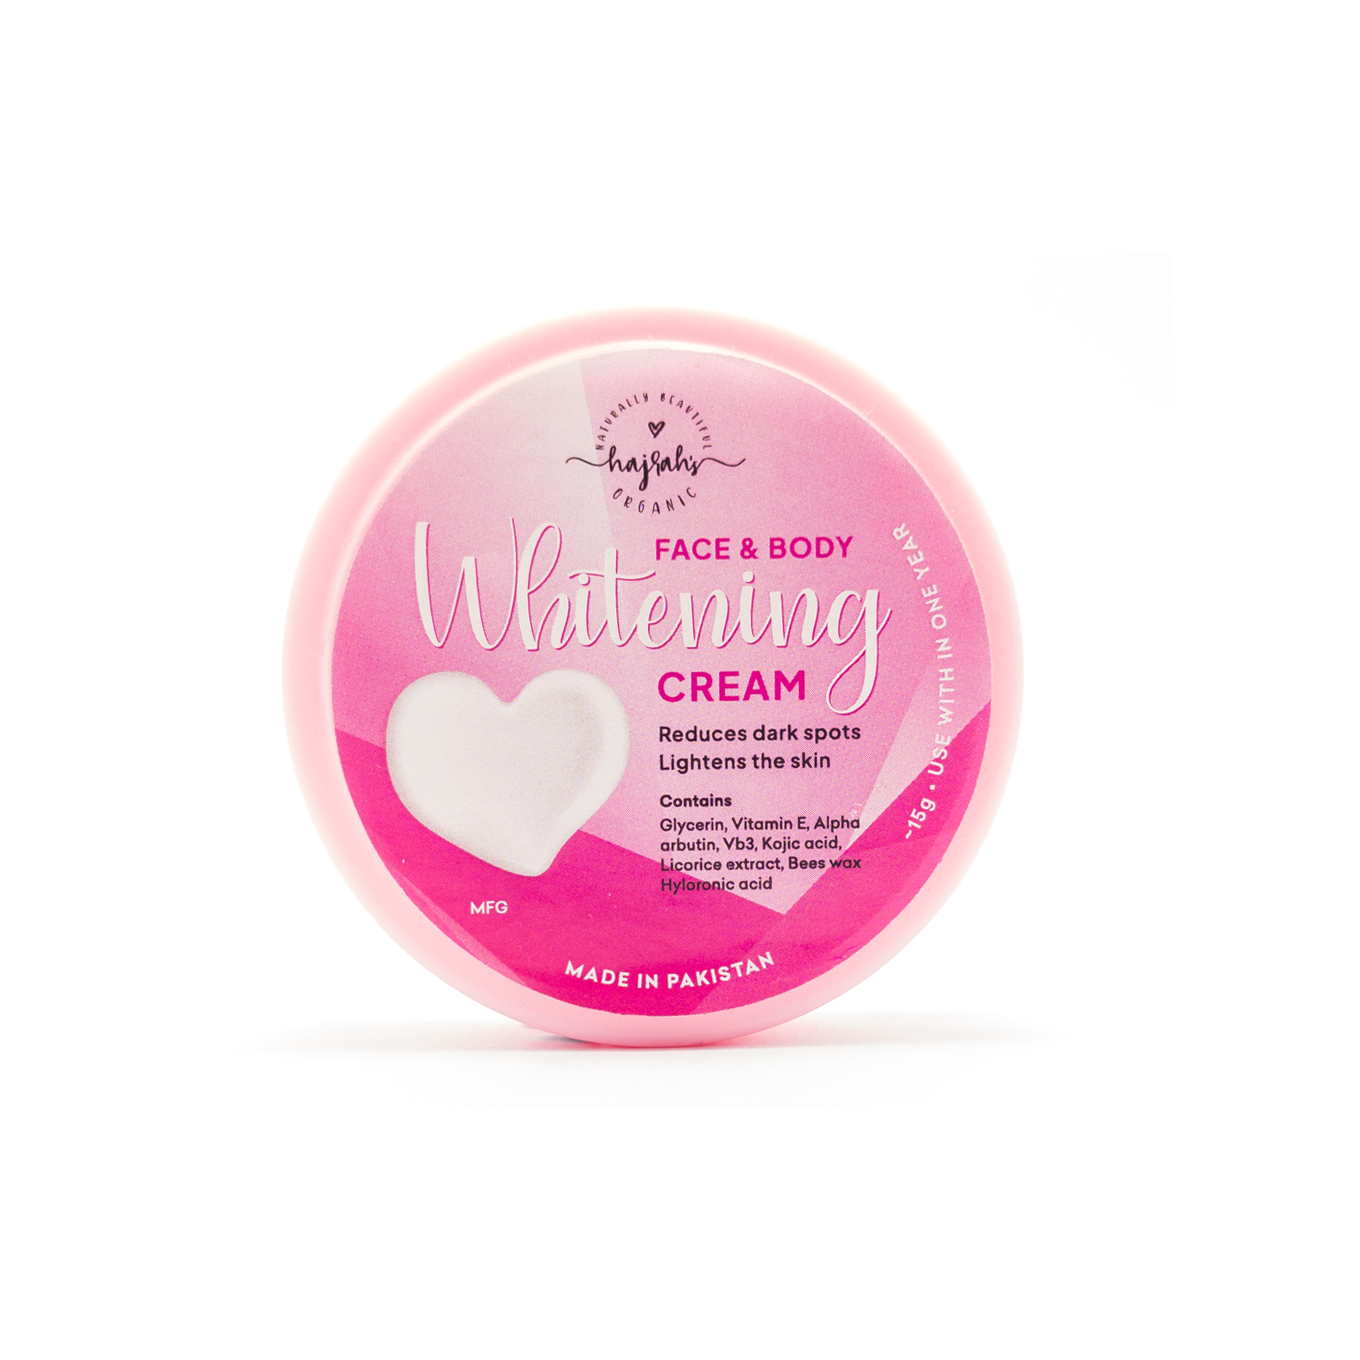 NATURALLY BEAUTIFUL
hajrah's
ORGANIC
FACE & BODY
Whitening
CREAM
Reduces dark spots
Lightens the skin
Contains
Glycerin, Vitamin E, Alpha
arbutin, Vb3, Kojic acid,
Licorice extract, Bees wax
Hyloronic acid
~15g • USE WITH IN ONE YEAR
MFG
MADE IN PAKISTAN